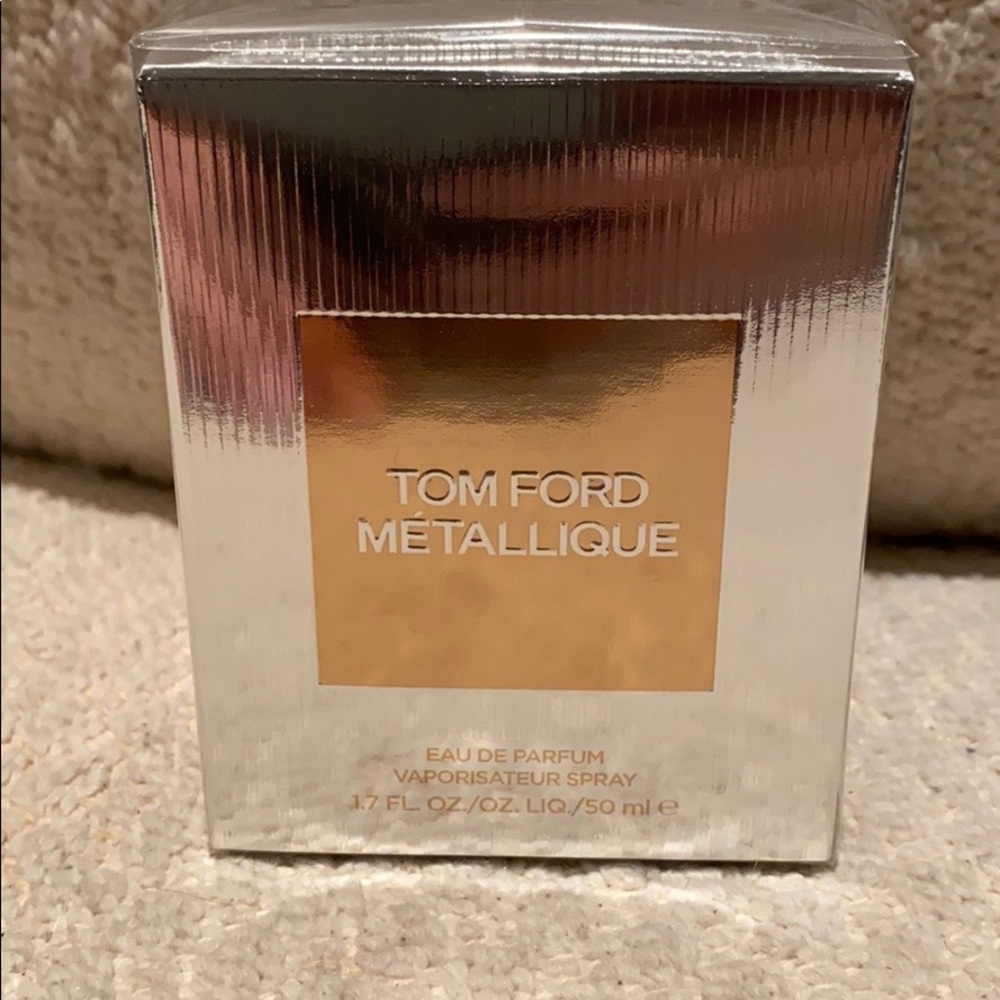 TOM FORD
MÉTALLIQUE
EAU DE PARFUM
VAPORISATEUR SPRAY
1.7 FL. OZ./OZ. LIQ./50 ml ℮